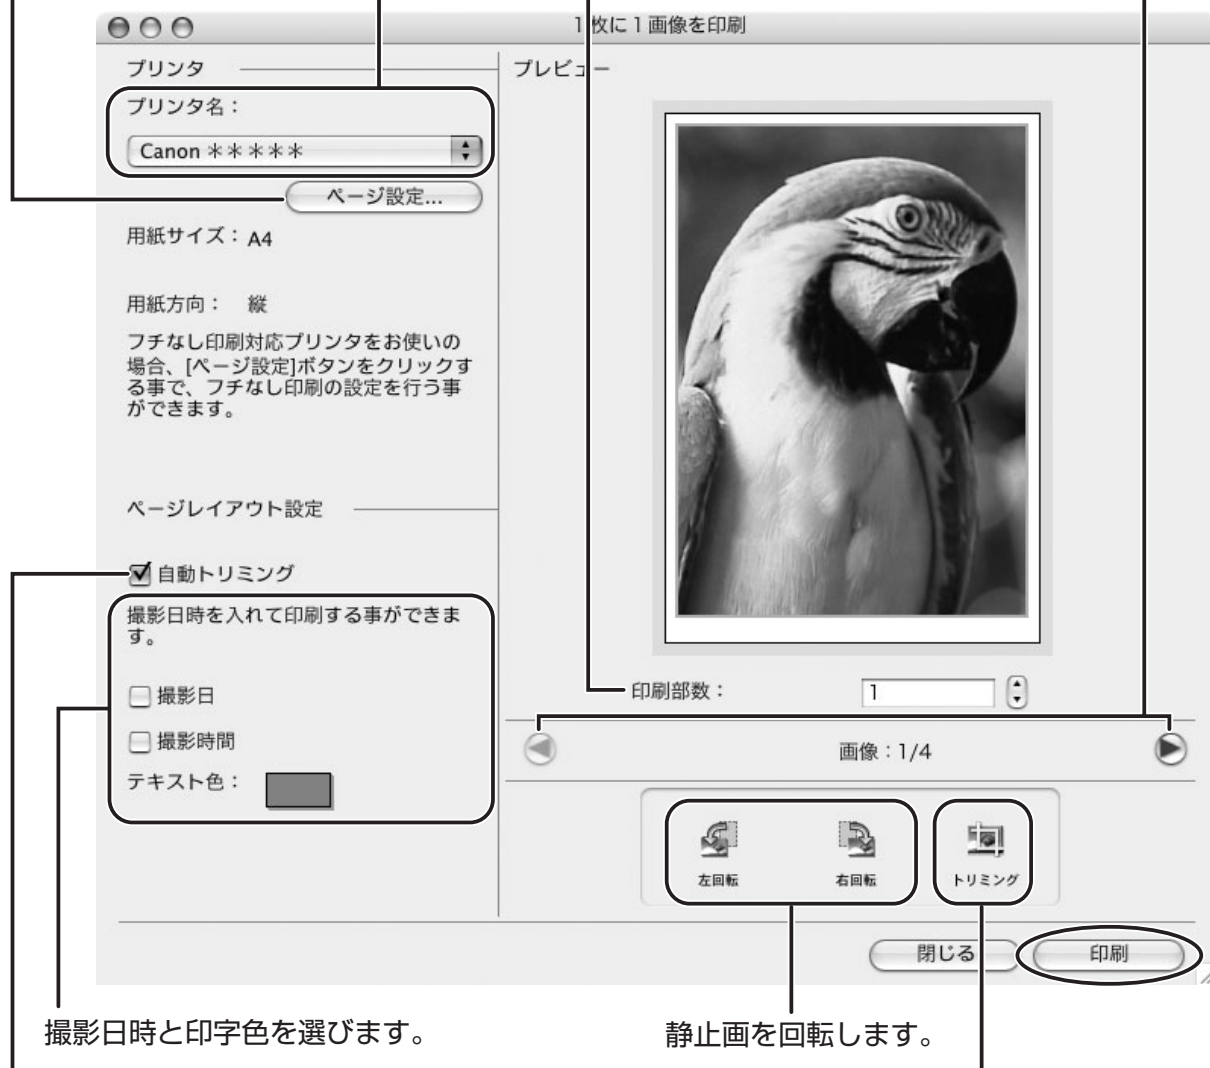 1枚に1画像を印刷
プリンタ
プリンタ名：
Canon ＊＊＊＊＊
ページ設定...
用紙サイズ：A4
用紙方向： 縦
フチなし印刷対応プリンタをお使いの
場合、[ページ設定]ボタンをクリックす
る事で、フチなし印刷の設定を行う事
ができます。
ページレイアウト設定
自動トリミング
撮影日時を入れて印刷する事ができま
す。
撮影日
撮影時間
テキスト色：
プレビュー
印刷部数： 1
画像：1/4
左回転
右回転
トリミング
閉じる
印刷
撮影日時と印字色を選びます。
静止画を回転します。